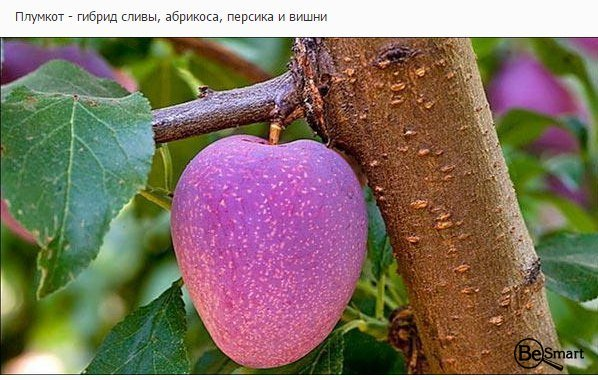 Плумкот - гибрид сливы, абрикоса, персика и вишни
BeSmart